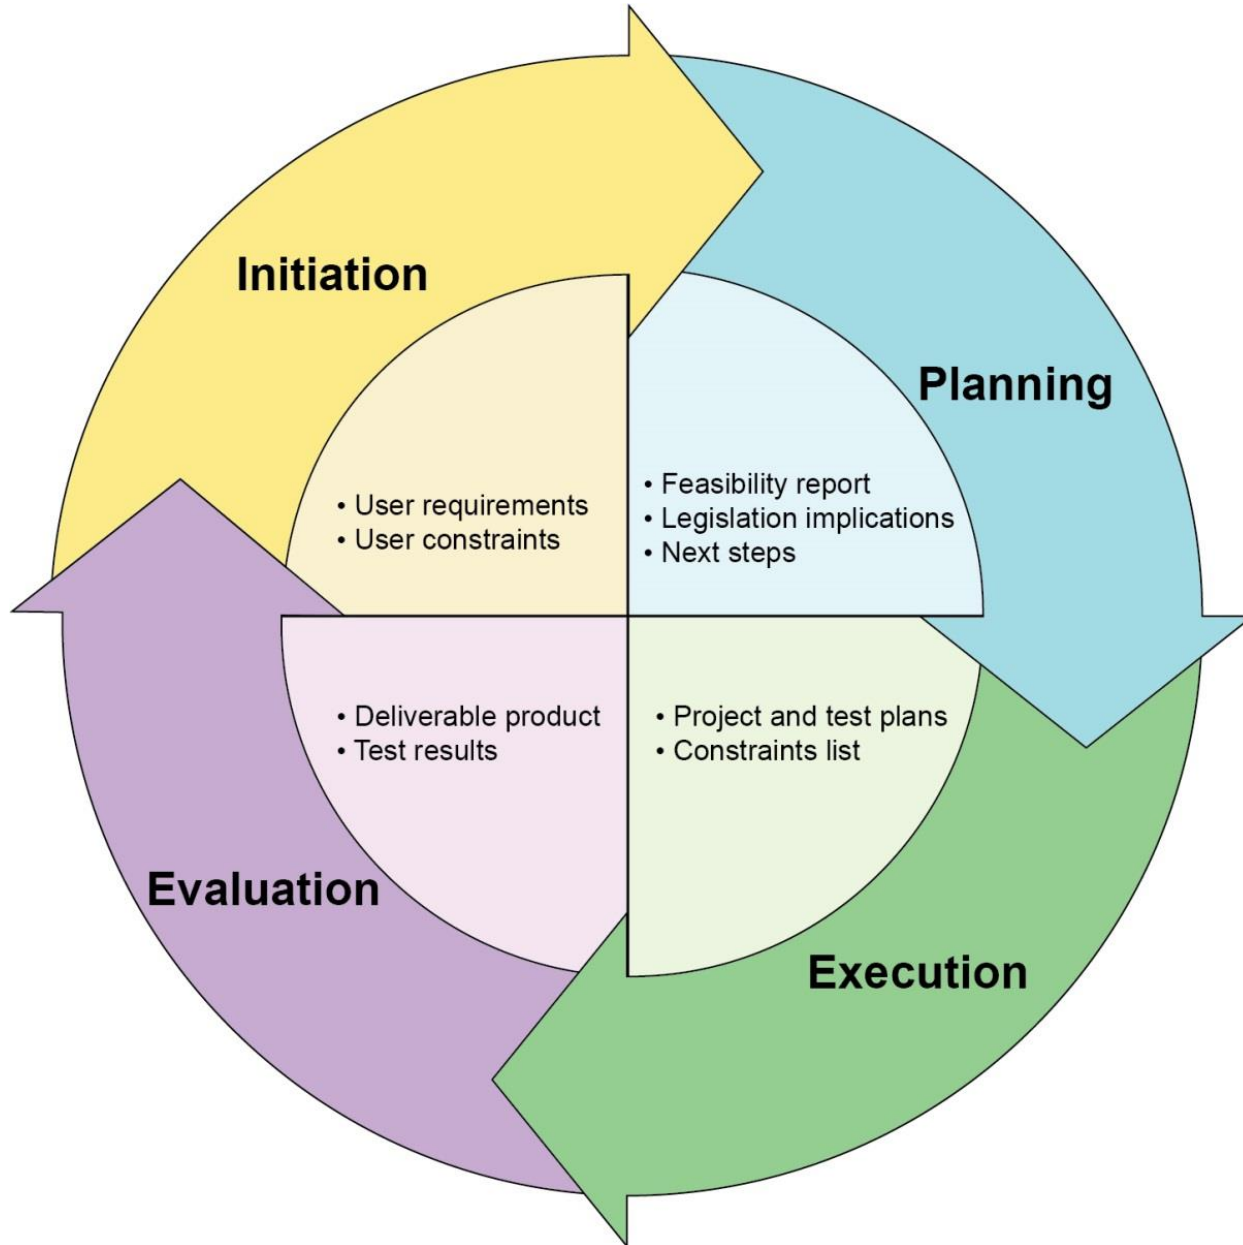 Initiation
• User requirements
• User constraints
Planning
• Feasibility report
• Legislation implications
• Next steps
Execution
• Project and test plans
• Constraints list
Evaluation
• Deliverable product
• Test results